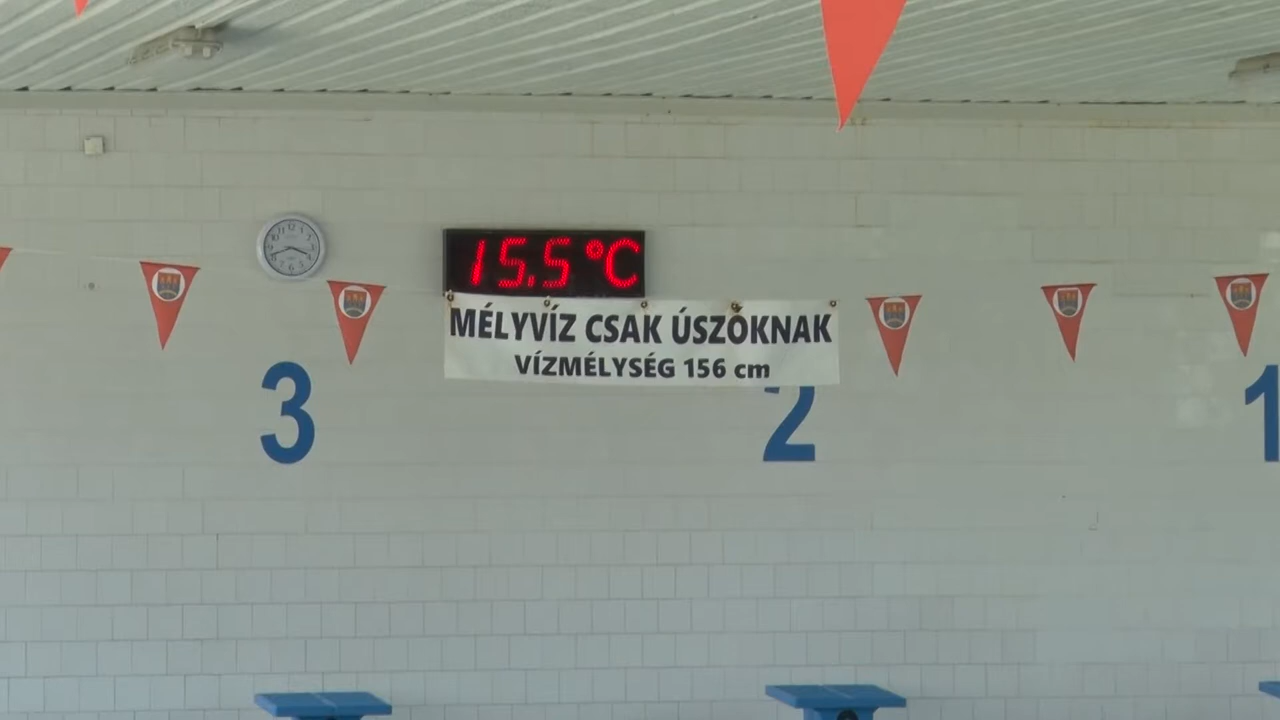 15,5 °C
MÉLYVÍZ CSAK ÚSZÓKNAK
VÍZMÉLYSÉG 156 cm
3
2
1